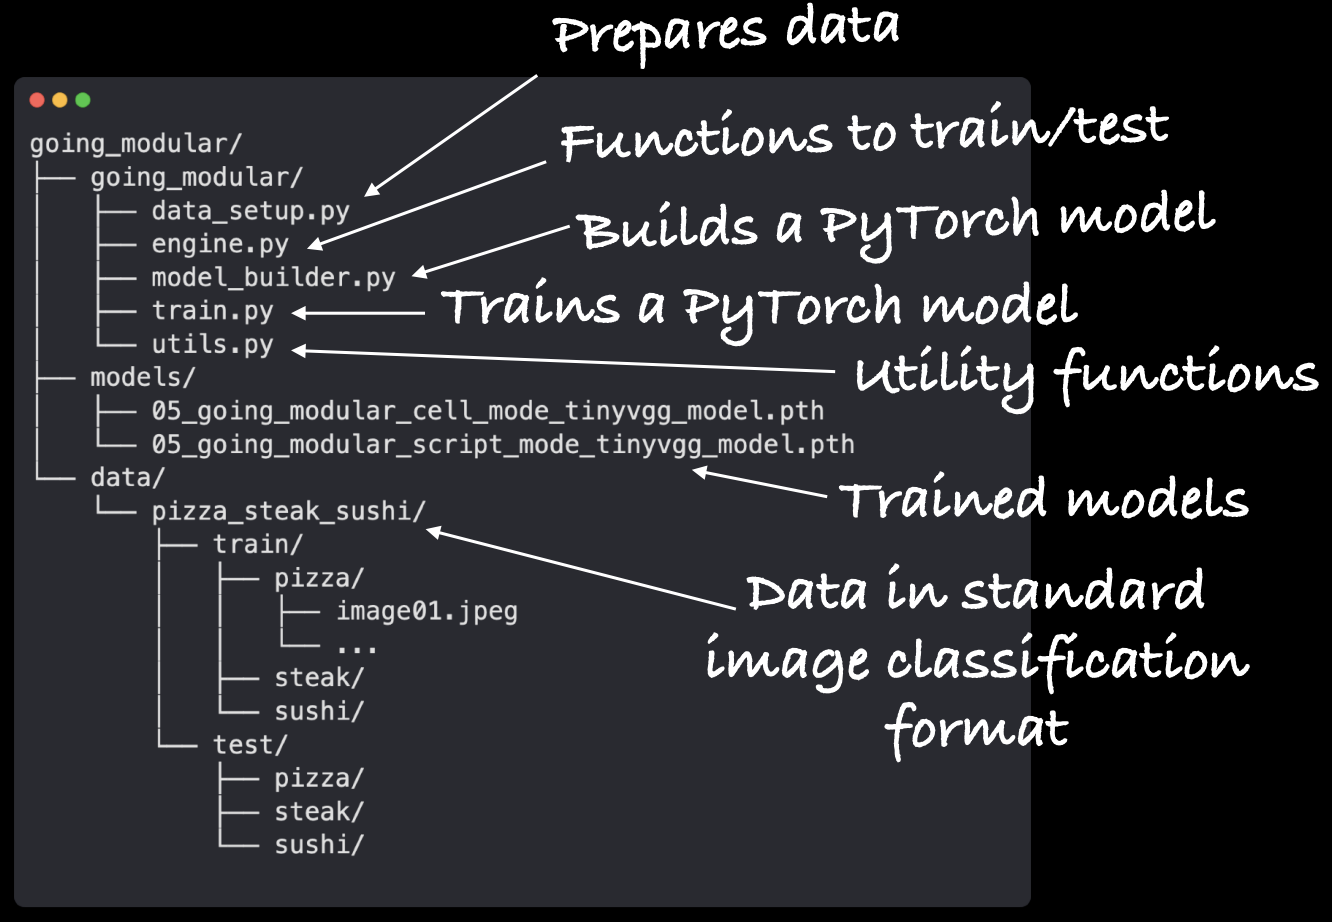 Prepares data
going_modular/
Functions to train/test
├── going_modular/
│   ├── data_setup.py
│   ├── engine.py
Builds a PyTorch model
│   ├── model_builder.py
│   ├── train.py
Trains a PyTorch model
│   └── utils.py
Utility functions
├── models/
│   ├── 05_going_modular_cell_mode_tinyvgg_model.pth
│   └── 05_going_modular_script_mode_tinyvgg_model.pth
Trained models
└── data/
    └── pizza_steak_sushi/
Data in standard
image classification
format
        ├── train/
        │   ├── pizza/
        │   │   ├── image01.jpeg
        │   │   └── ...
        │   ├── steak/
        │   └── sushi/
        └── test/
            ├── pizza/
            ├── steak/
            └── sushi/